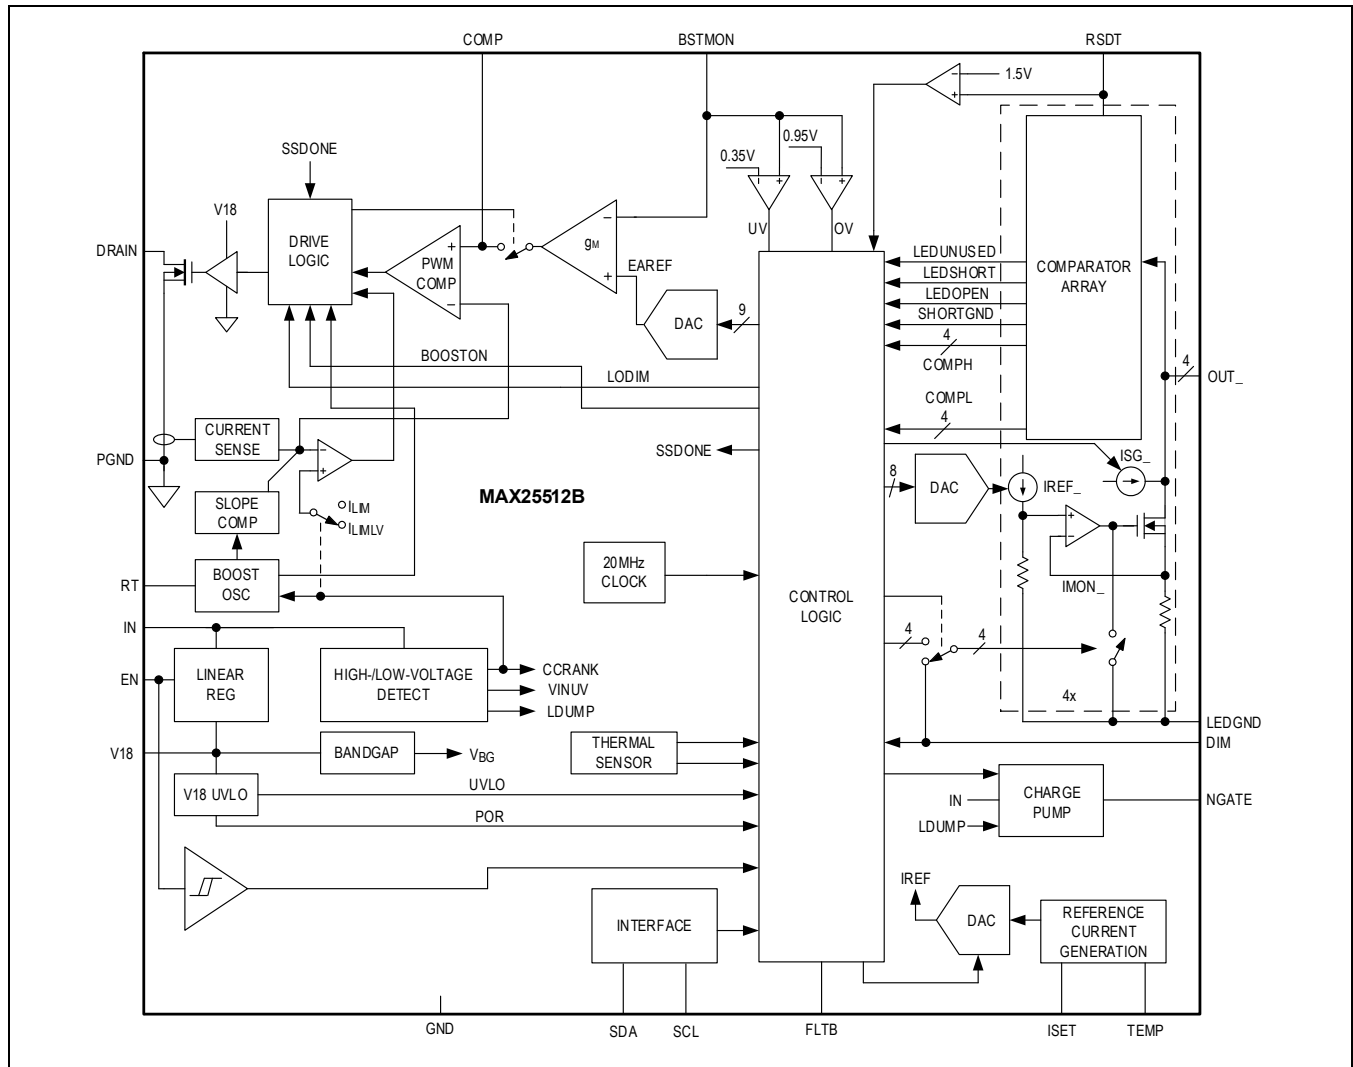 COMP
BSTMON
RSDT
1.5V
SSDONE
0.35V
0.95V
V18
DRAIN
DRIVE
LOGIC
PWM
COMP
gM
UV
OV
EAREF
DAC
9
LEDUNUSED
LEDSHORT
LEDOPEN
SHORTGND
4
COMPH
COMPARATOR
ARRAY
BOOSTON
LODIM
COMPL
4
4
OUT_
CURRENT
SENSE
PGND
SSDONE
ISG_
MAX25512B
8
DAC
IREF_
SLOPE
COMP
ILIM
ILIMLV
20MHz
CLOCK
IMON_
RT
BOOST
OSC
CONTROL
LOGIC
IN
4
4
EN
LINEAR
REG
HIGH-/LOW-VOLTAGE
DETECT
CCRANK
VINUV
LDUMP
4x
LEDGND
DIM
V18
BANDGAP
VBG
THERMAL
SENSOR
V18 UVLO
UVLO
POR
IN
LDUMP
CHARGE
PUMP
NGATE
IREF
DAC
REFERENCE
CURRENT
GENERATION
INTERFACE
GND
SDA
SCL
FLTB
ISET
TEMP